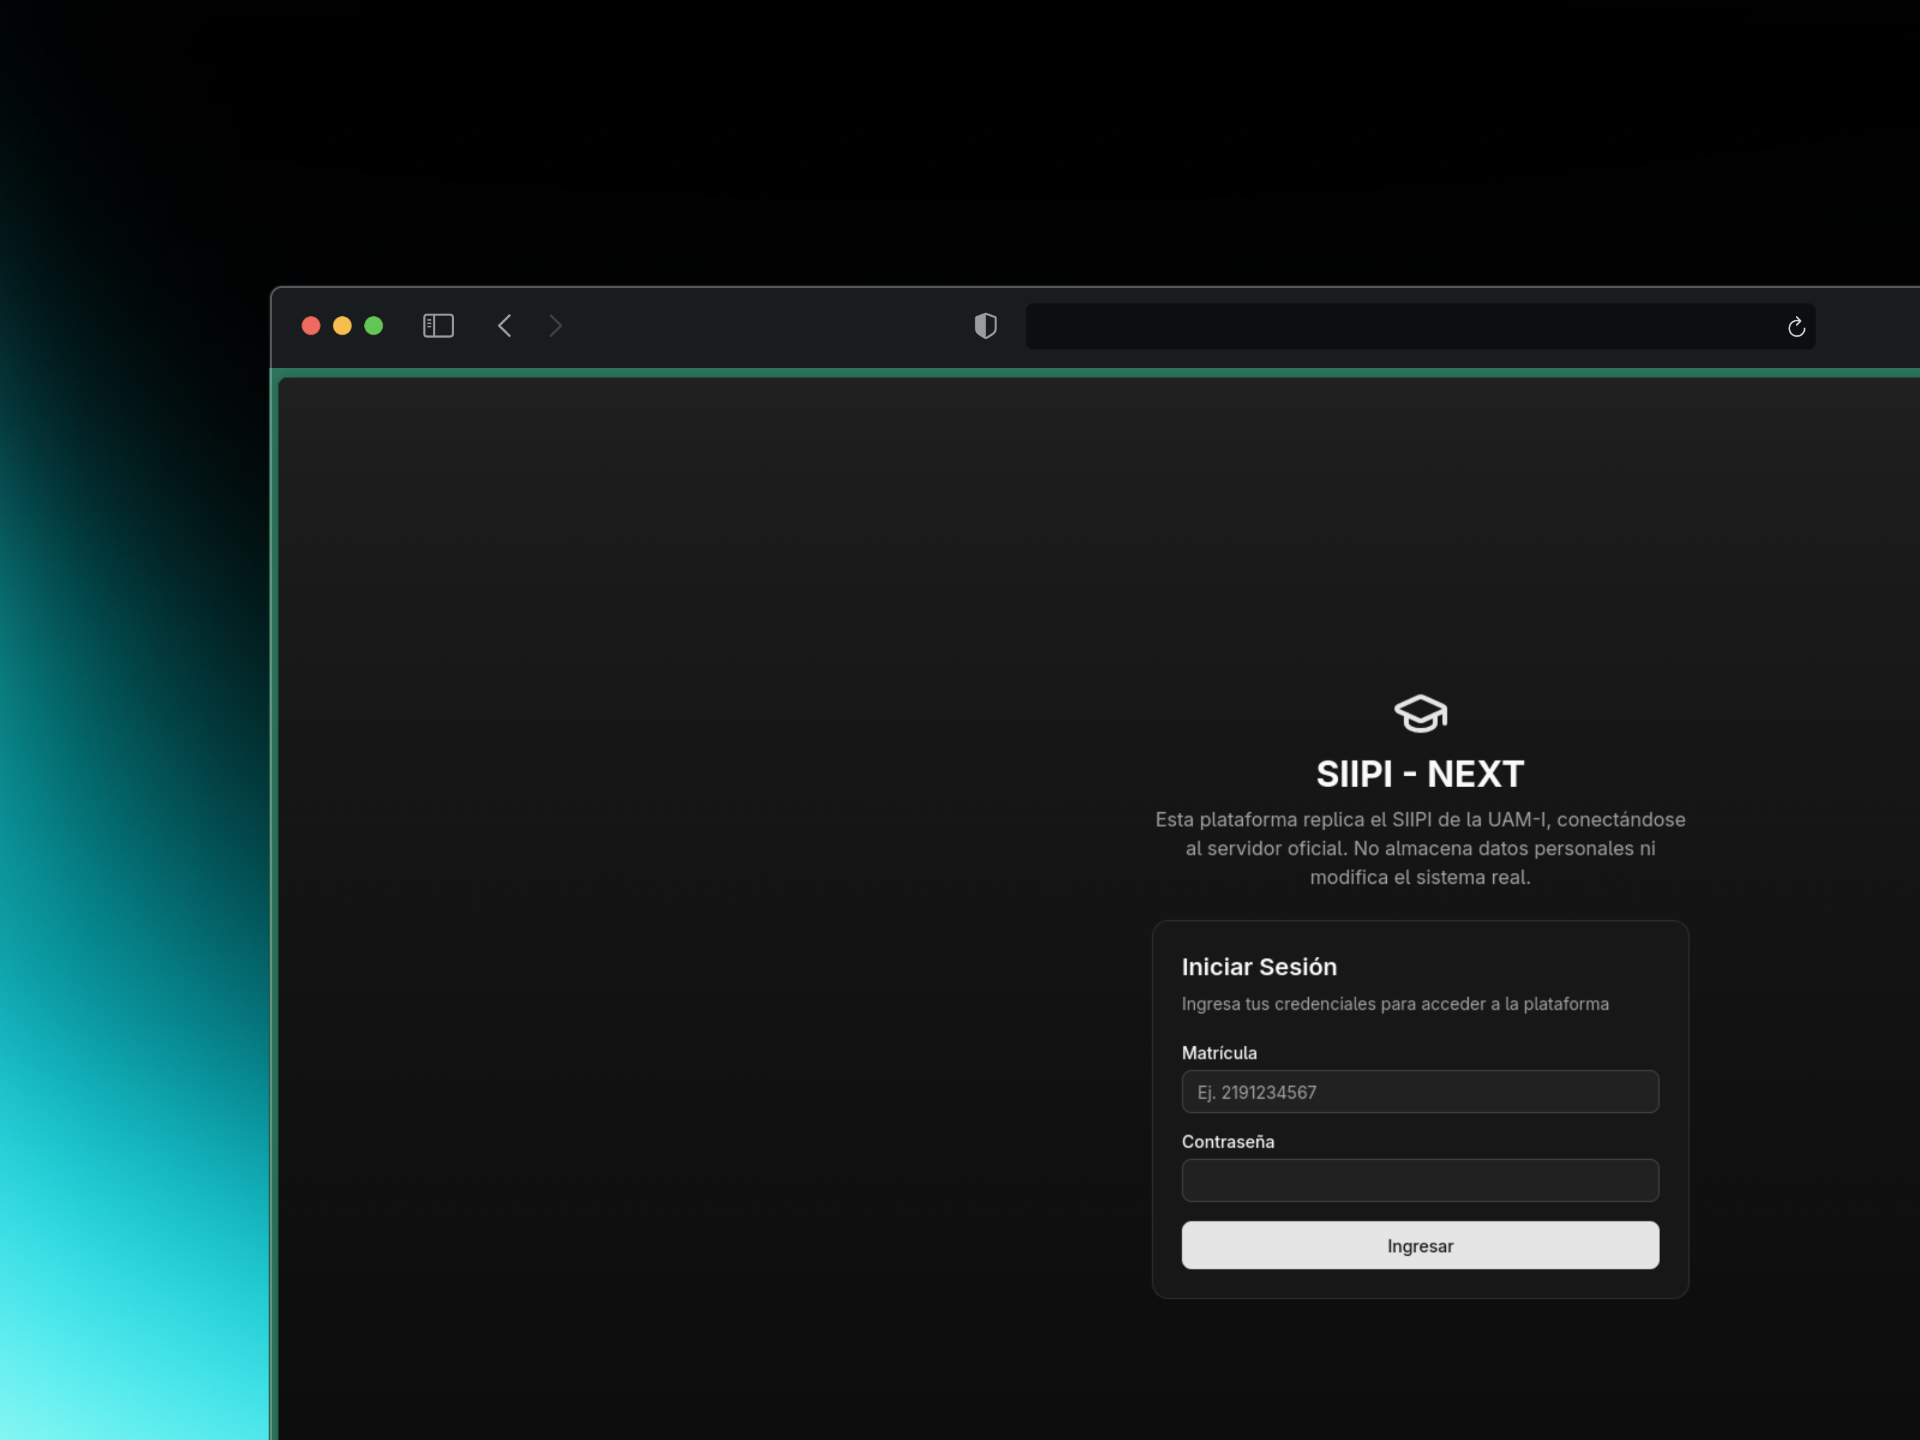 SIIPI - NEXT
Esta plataforma replica el SIIPI de la UAM-I, conectándose
al servidor oficial. No almacena datos personales ni
modifica el sistema real.
Iniciar Sesión
Ingresa tus credenciales para acceder a la plataforma
Matrícula
Ej. 2191234567
Contraseña
Ingresar